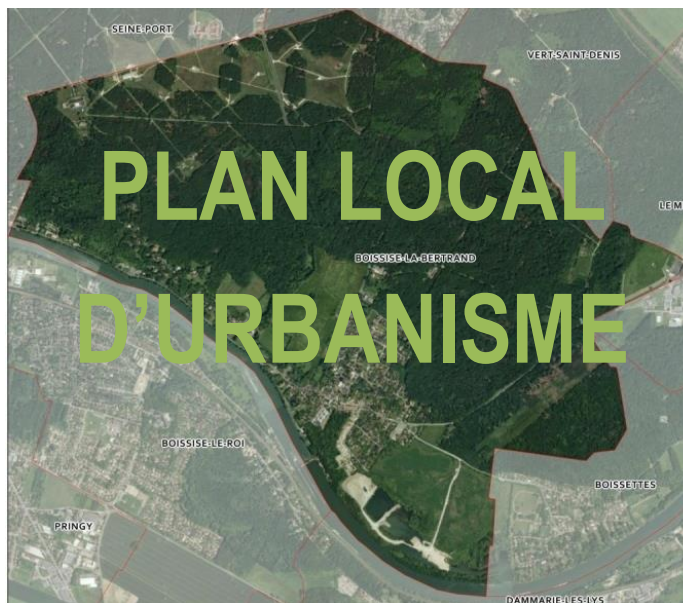 SEINE-PORT
VERT-SAINT-DENIS
PLAN LOCAL
LE M
BOISSISE-LA-BERTRAND
D'URBANISME
BOISSISE-LE-ROI
BOISSETTES
PRINGY
DAMMARIE-LES-LYS